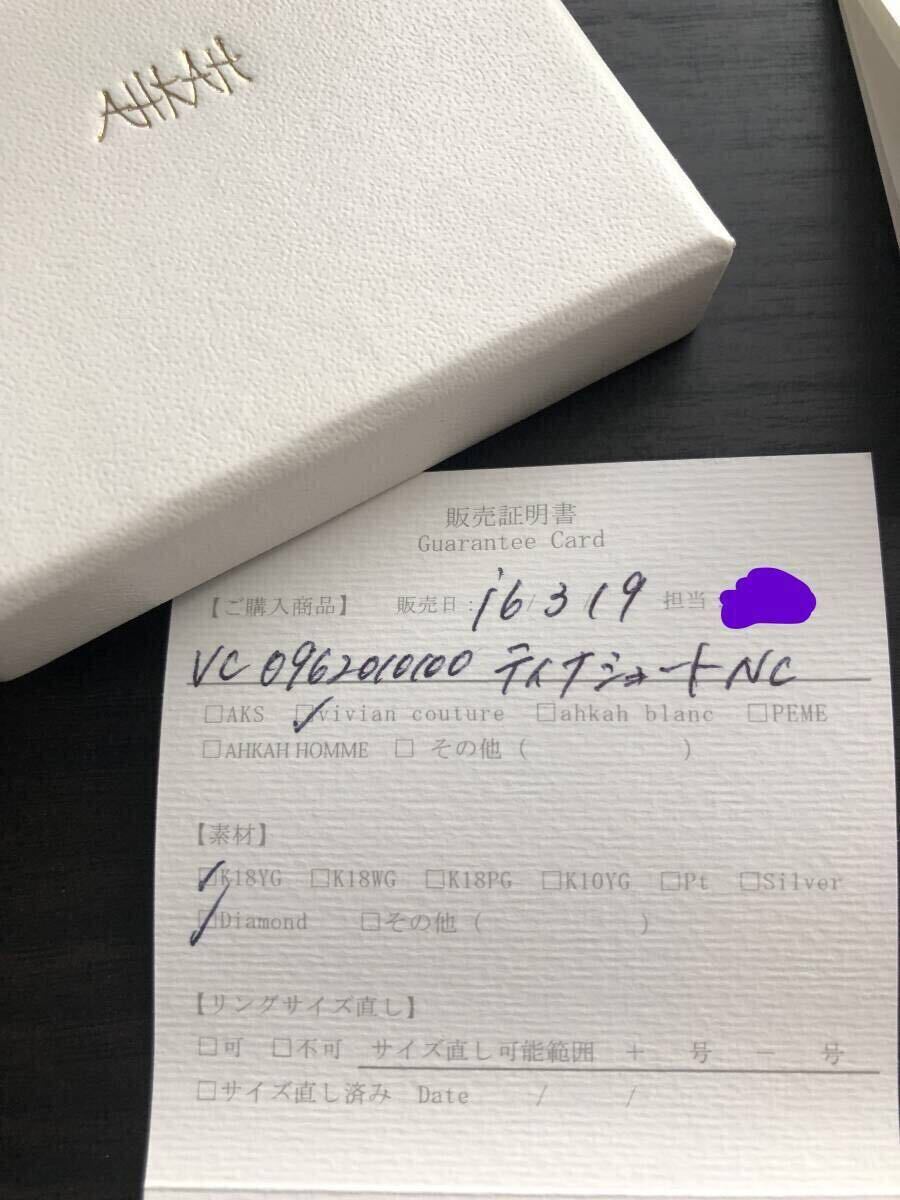 AHKAH
販売証明書
Guarantee Card
【ご購入商品】 販売日: '16/3/19 担当
VC 0962010100 ティナショートNC
□AKS ☑vivian couture □ahkah blanc □PEME
□AHKAH HOMME □ その他 ( )
【素材】
☑K18YG □K18WG □K18PG □K10YG □Pt □Silver
☑Diamond □その他 ( )
【リングサイズ直し】
□可 □不可 サイズ直し可能範囲 + 号 － 号
□サイズ直し済み Date / /